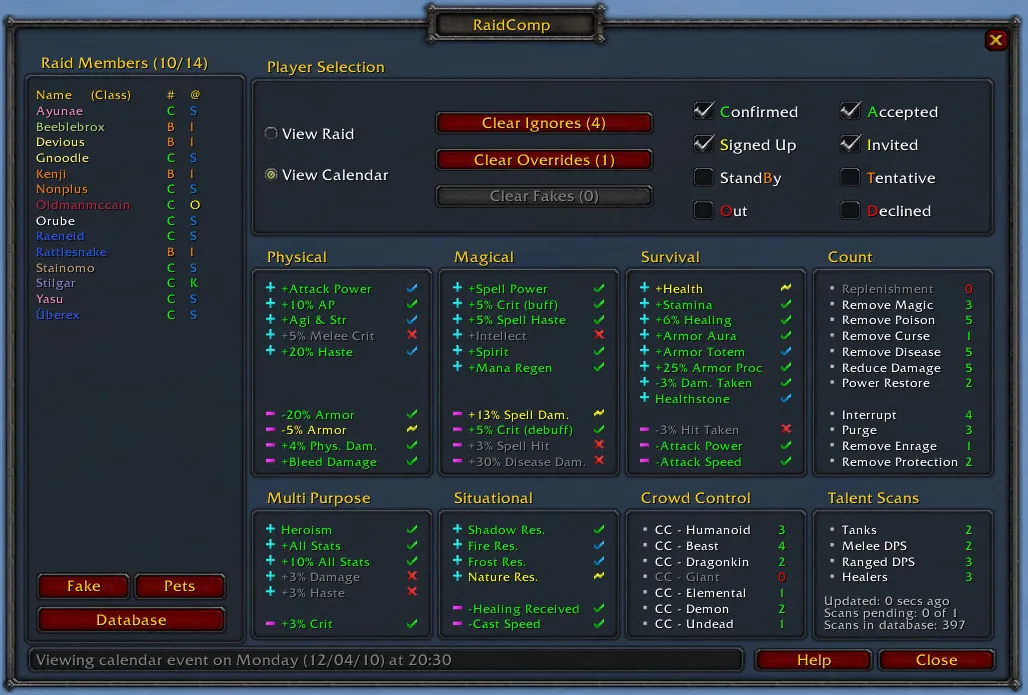 RaidComp
Raid Members (10/14)
Name (Class) # @
Ayunae C S
Beeblebrox B I
Devious B I
Gnoodle C S
Kenji B I
Nonplus C S
Oldmanmccain C O
Orube C S
Raeneid C S
Rattlesnake B I
Stainomo C S
Stilgar C K
Yasu C S
Überex C S
Fake Pets
Database
Player Selection
View Raid
View Calendar
Clear Ignores (4)
Clear Overrides (1)
Clear Fakes (0)
Confirmed Accepted
Signed Up Invited
StandBy Tentative
Out Declined
Physical
+Attack Power
+10% AP
+Agi & Str
+5% Melee Crit
+20% Haste
-20% Armor
-5% Armor
+4% Phys. Dam.
+Bleed Damage
Magical
+Spell Power
+5% Crit (buff)
+5% Spell Haste
+Intellect
+Spirit
+Mana Regen
+13% Spell Dam.
+5% Crit (debuff)
+3% Spell Hit
+30% Disease Dam.
Survival
+Health
+Stamina
+6% Healing
+Armor Aura
+Armor Totem
+25% Armor Proc
-3% Dam. Taken
Healthstone
-3% Hit Taken
-Attack Power
-Attack Speed
Count
Replenishment 0
Remove Magic 3
Remove Poison 5
Remove Curse 1
Remove Disease 5
Reduce Damage 5
Power Restore 2
Interrupt 4
Purge 3
Remove Enrage 1
Remove Protection 2
Multi Purpose
Heroism
+All Stats
+10% All Stats
+3% Damage
+3% Haste
+3% Crit
Situational
Shadow Res.
Fire Res.
Frost Res.
Nature Res.
-Healing Received
-Cast Speed
Crowd Control
CC - Humanoid 3
CC - Beast 4
CC - Dragonkin 2
CC - Giant 0
CC - Elemental 1
CC - Demon 2
CC - Undead 1
Talent Scans
Tanks 2
Melee DPS 2
Ranged DPS 3
Healers 3
Updated: 0 secs ago
Scans pending: 0 of 1
Scans in database: 397
Viewing calendar event on Monday (12/04/10) at 20:30
Help Close